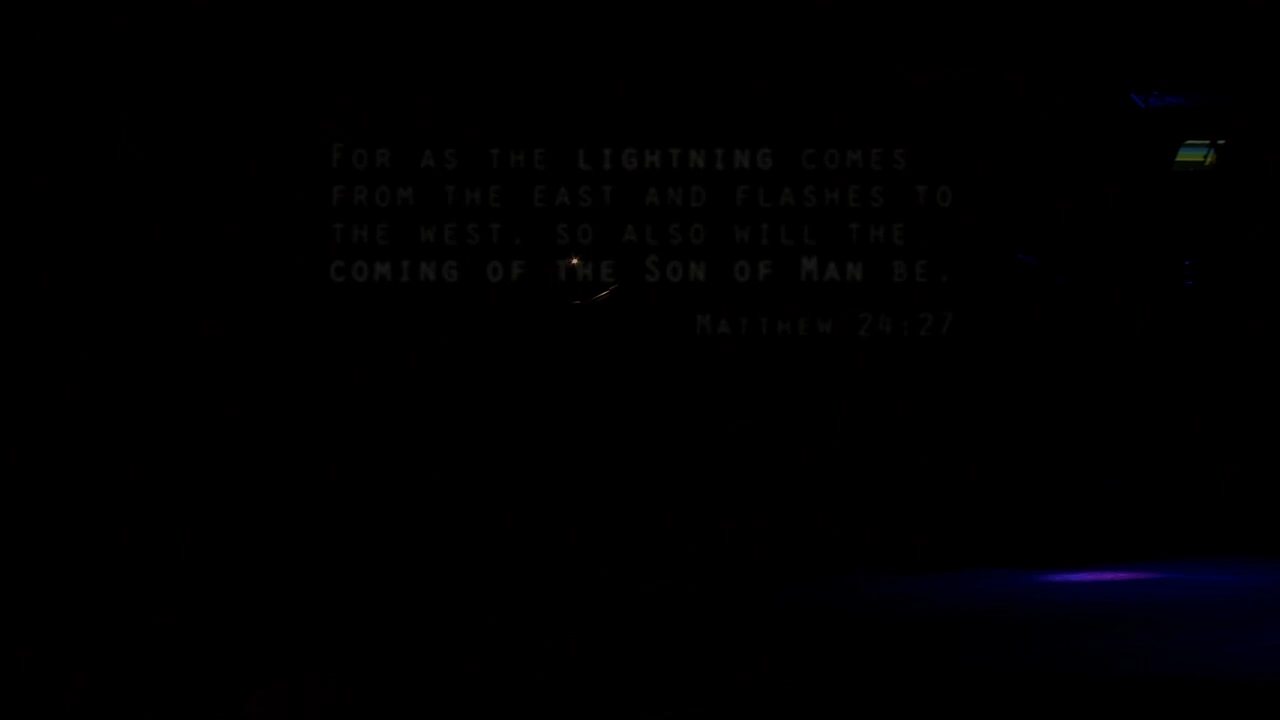 For as the lightning comes
from the east and flashes to
the west, so also will the
coming of the Son of Man be.
Matthew 24:27